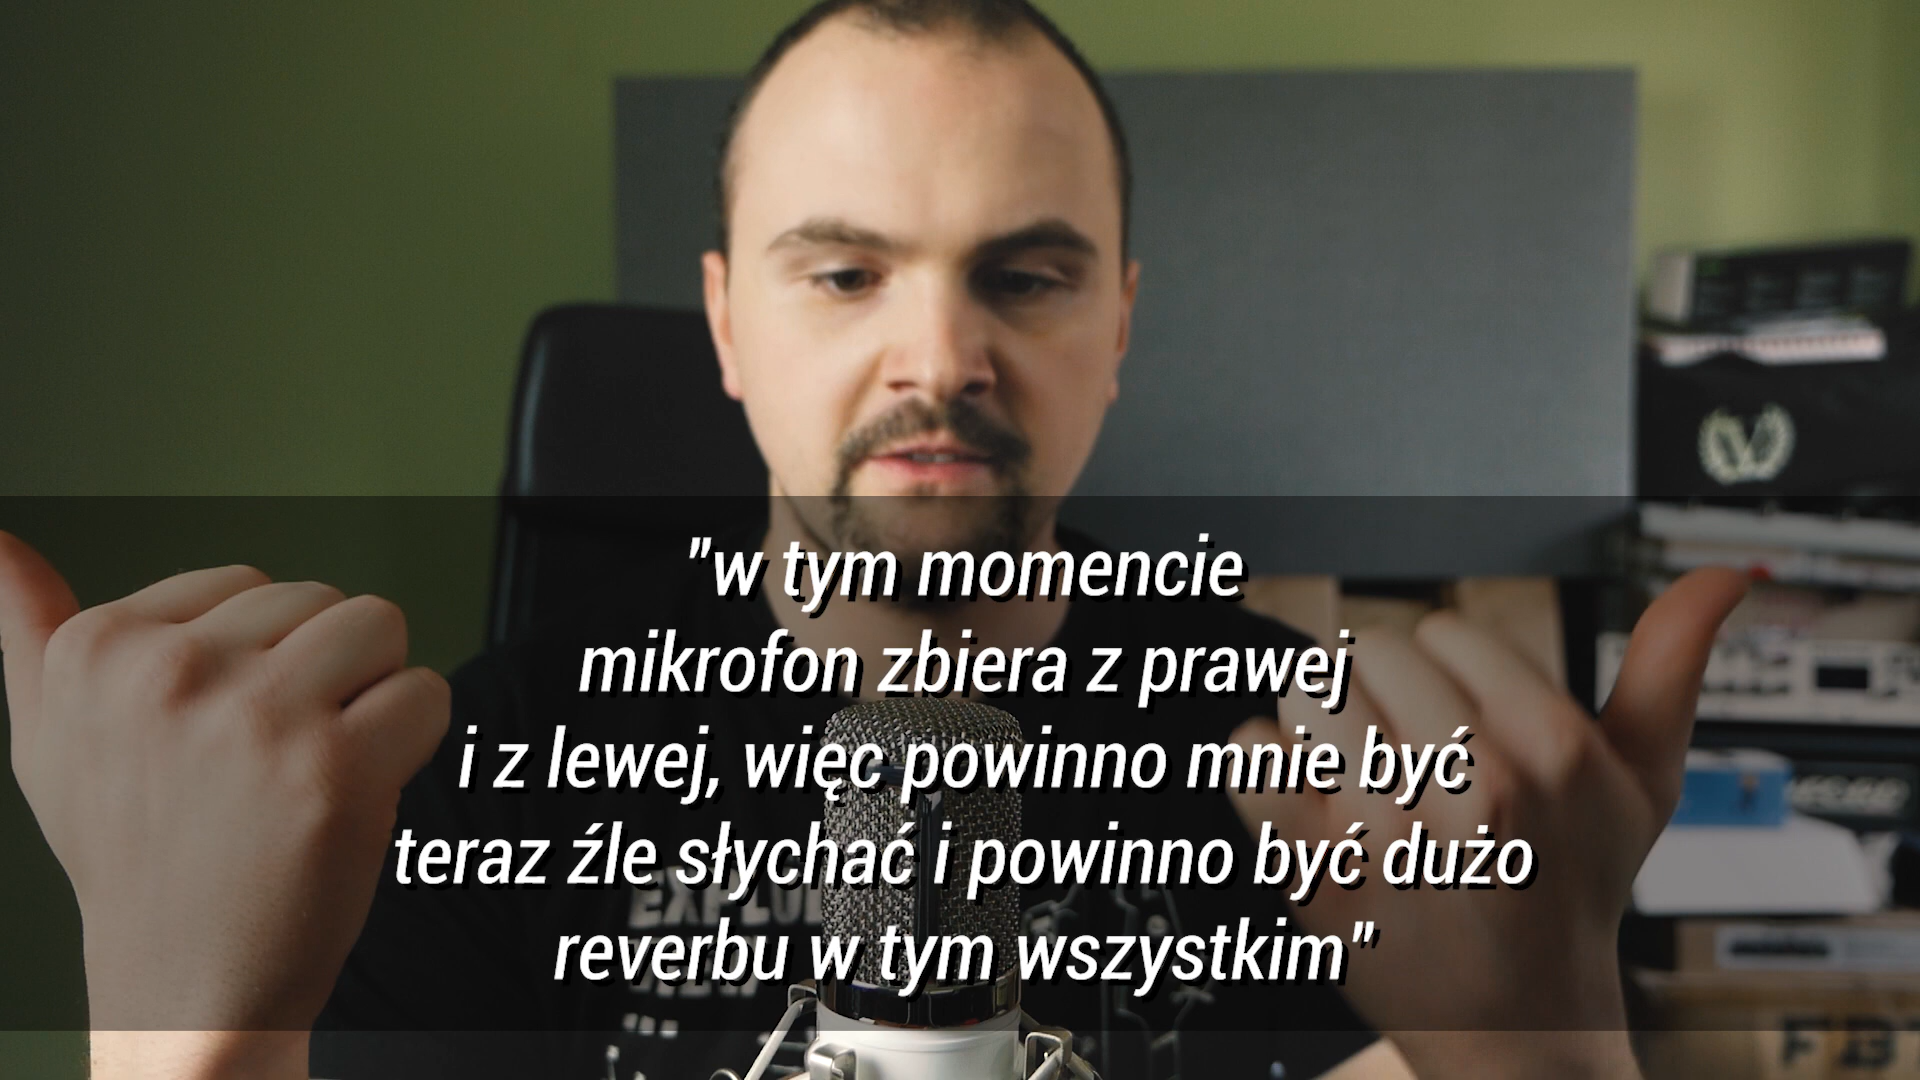 "w tym momencie
mikrofon zbiera z prawej
i z lewej, więc powinno mnie być
teraz źle słychać i powinno być dużo
reverbu w tym wszystkim"
VIEW